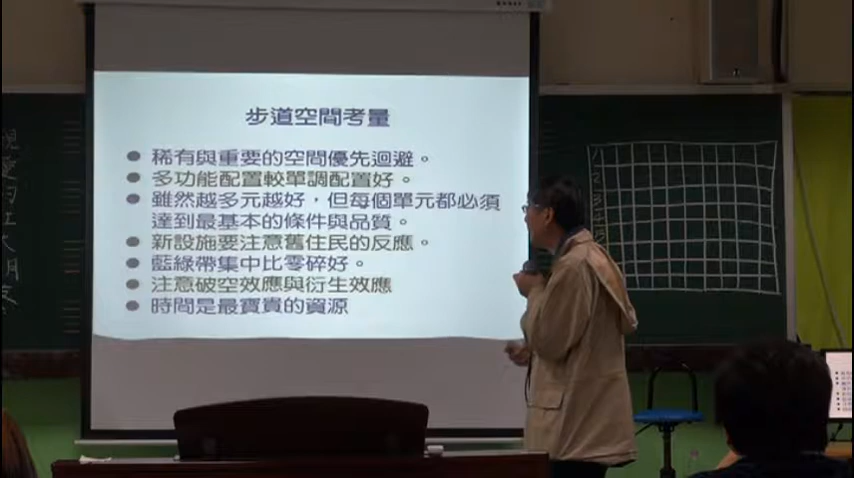 步道空間考量
● 稀有與重要的空間優先迴避。
● 多功能配置較單調配置好。
● 雖然越多元越好，但每個單元都必須
達到最基本的條件與品質。
● 新設施要注意舊住民的反應。
● 藍綠帶集中比零碎好。
● 注意破空效應與衍生效應
● 時間是最寶貴的資源
1
2
3